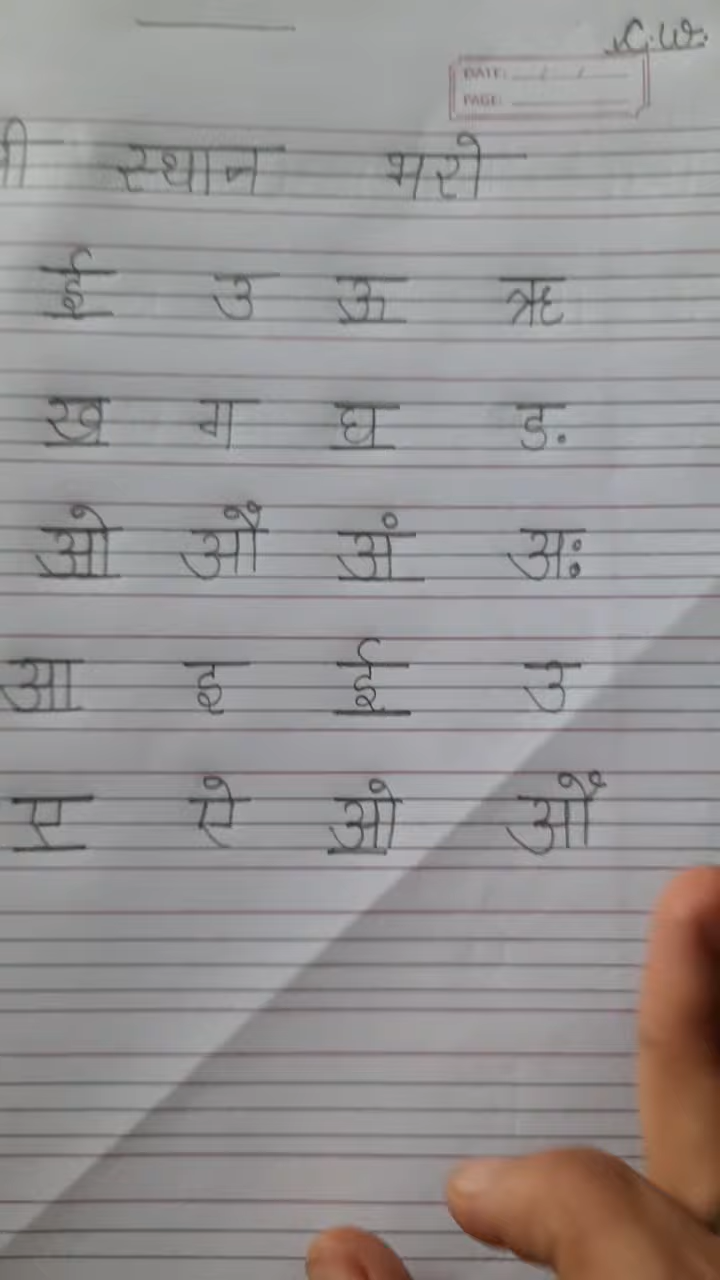 C.W.
DATE: / /
PAGE:
स्थान भरो
ई उ ऊ ऋ
ख ग घ ङ
ओ औ अं अः
आ इ ई उ
ए ऐ ओ औ